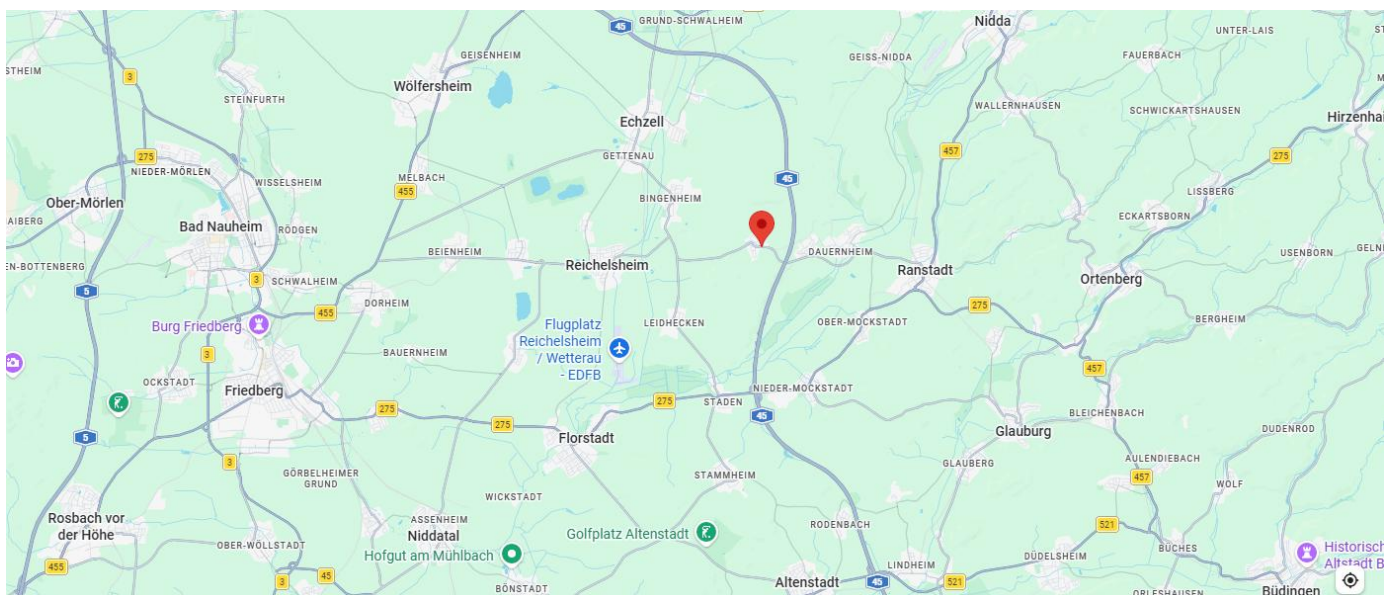 GRUND-SCHWALHEIM
45
Nidda
UNTER-LAIS
GEISENHEIM
GEISS-NIDDA
FAUERBACH
STHEIM
3
Wölfersheim
STEINFURTH
WALLERNHAUSEN
SCHWICKARTSHAUSEN
Hirzenhai
Echzell
275
NIEDER-MÖRLEN
GETTENAU
457
275
WISSELSHEIM
MELBACH
45
455
Ober-Mörlen
BINGENHEIM
LISSBERG
AIBERG
Bad Nauheim
RÖDGEN
ECKARTSBORN
BEIENHEIM
DAUERNHEIM
USENBORN
GELN
EN-BOTTENBERG
Reichelsheim
Ranstadt
Ortenberg
3
SCHWALHEIM
5
DORHEIM
275
455
Burg Friedberg
LEIDHECKEN
OBER-MOCKSTADT
BERGHEIM
Flugplatz
Reichelsheim
/ Wetterau
- EDFB
3
BAUERNHEIM
457
OCKSTADT
Friedberg
NIEDER-MOCKSTADT
275
275
STADEN
45
BLEICHENBACH
275
5
Florstadt
Glauburg
DUDENROD
3
GÖRBELHEIMER
GRUND
STAMMHEIM
GLAUBERG
AULENDIEBACH
457
WOLF
WICKSTADT
Rosbach vor
der Höhe
ASSENHEIM
Niddatal
Golfplatz Altenstadt
RODENBACH
521
OBER-WÖLLSTADT
Hofgut am Mühlbach
DÜDELSHEIM
BÜCHES
Historisch
Altstadt B
455
3
45
LINDHEIM
BÖNSTADT
Altenstadt
45
521
ORLESHAUSEN
Büdingen